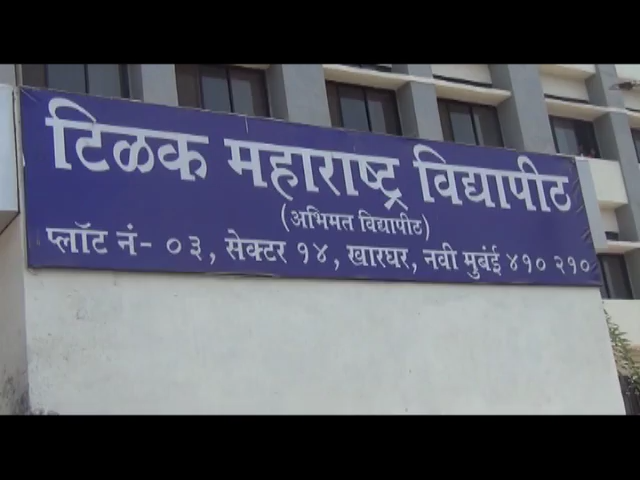 टिळक महाराष्ट्र विद्यापीठ
(अभिमत विद्यापीठ)
प्लॉट नं- ०३, सेक्टर १४, खारघर, नवी मुंबई ४१० २१०